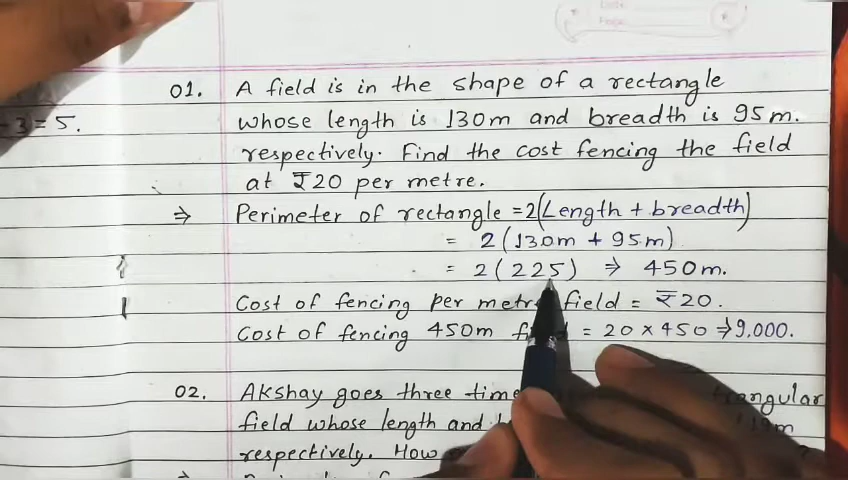 Date
Page
-3 = 5.
01. A field is in the shape of a rectangle
whose length is 130m and breadth is 95m.
respectively. Find the cost fencing the field
at ₹20 per metre.
⇒ Perimeter of rectangle = 2(Length + breadth)
= 2(130m + 95m)
= 2(225) ⇒ 450m.
Cost of fencing per metre field = ₹20.
Cost of fencing 450m = 20 × 450 ⇒ 9,000.
02. Akshay goes three
field whose length and
respectively. How